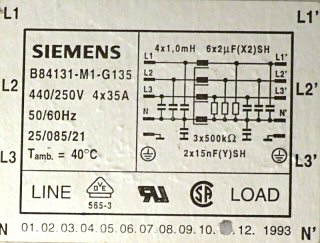 L1 L1'
SIEMENS 4x1,0mH 6x2µF(X2)SH
L1 L1'
B84131-M1-G135
L2 L2'
L2 440/250V 4x35A L3 L3' L2'
50/60Hz N N'
25/085/21 3x500kΩ
L3 Tamb. = 40°C 2x15nF(Y)SH L3'
LINE OVE 565-3 SA LOAD
N 01.02.03.04.05.06.07.08.09.10. .12. 1993 N'